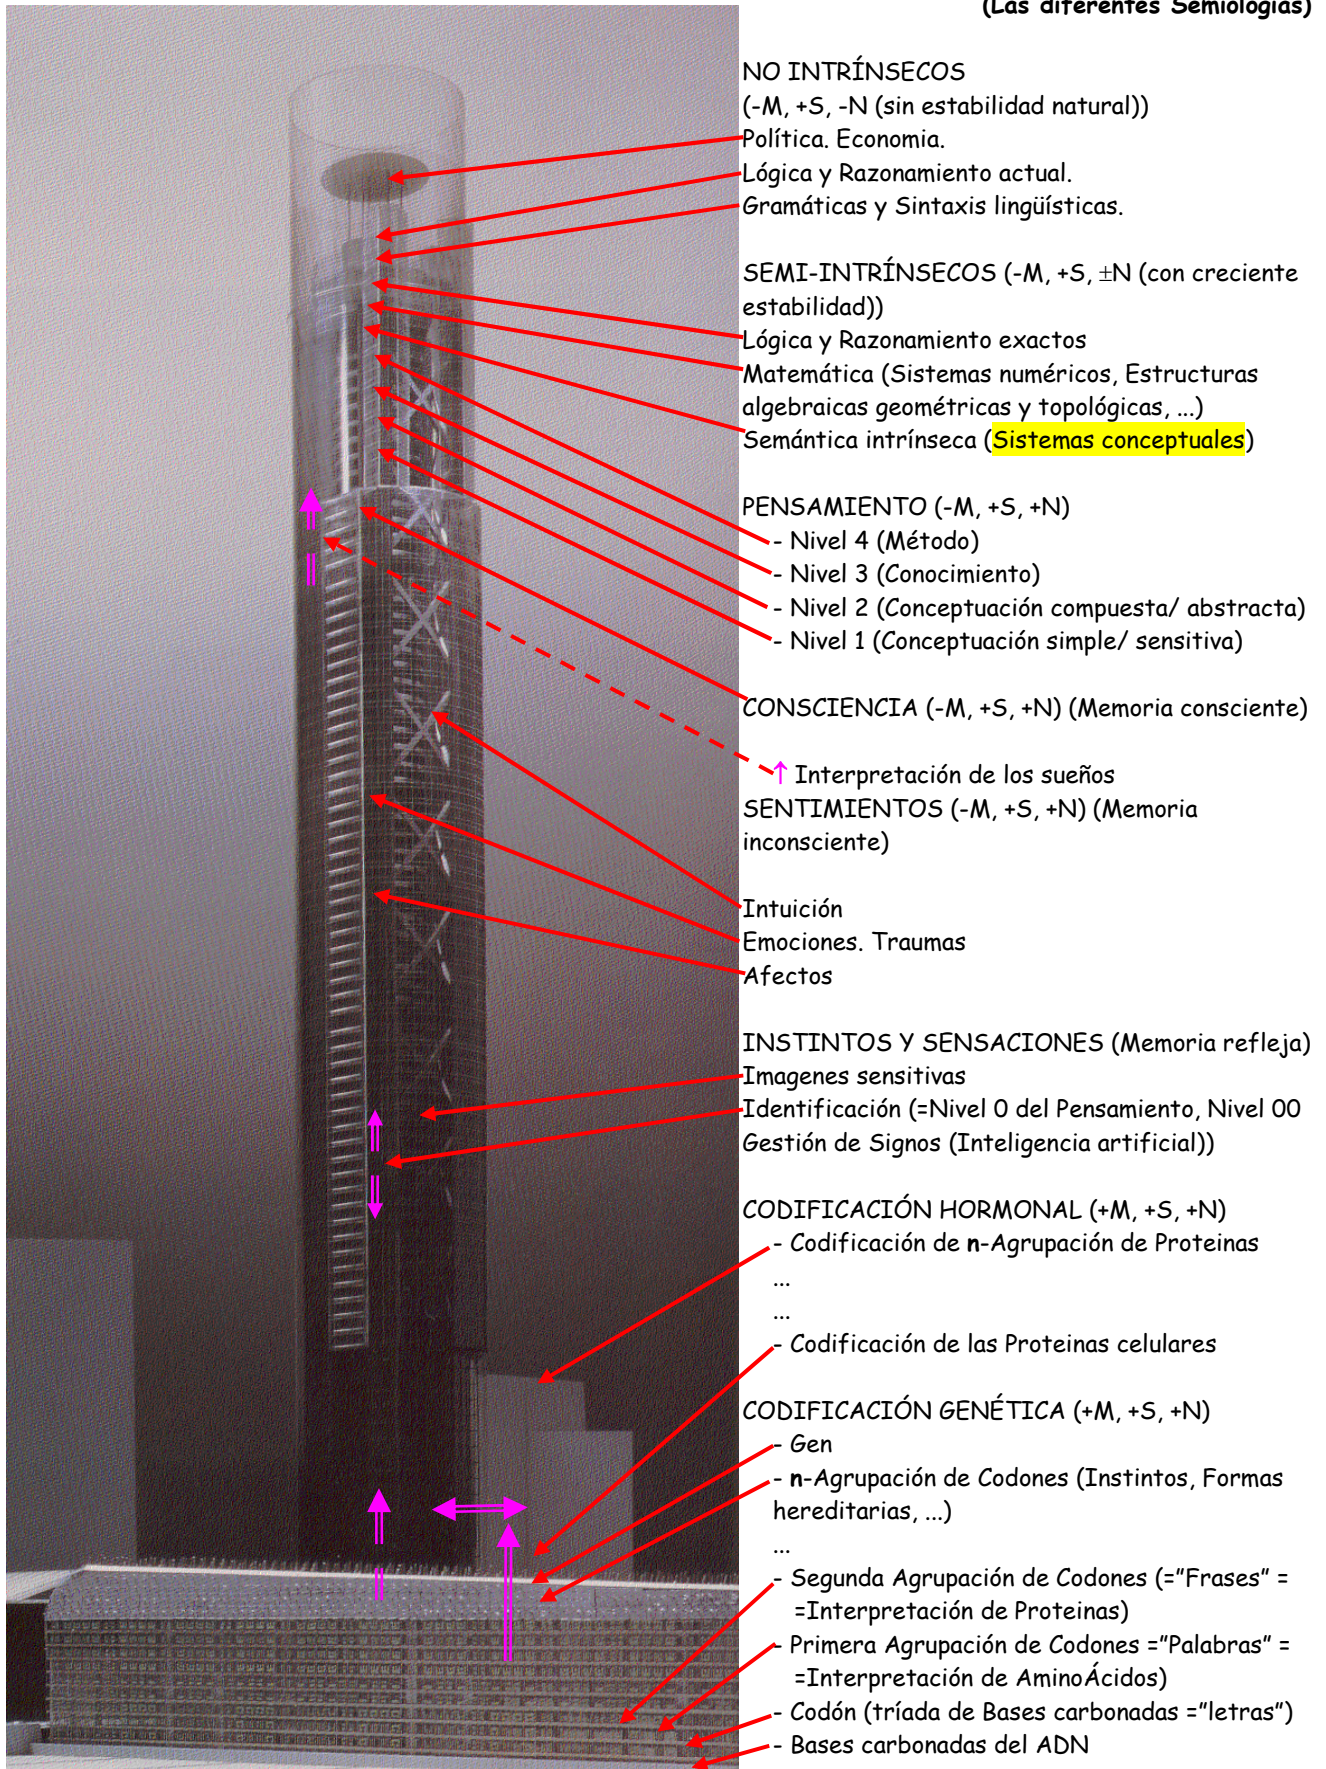 (Las diferentes Semiologías)
NO INTRÍNSECOS
(-M, +S, -N (sin estabilidad natural))
Política. Economia.
Lógica y Razonamiento actual.
Gramáticas y Sintaxis lingüísticas.
SEMI-INTRÍNSECOS (-M, +S, ±N (con creciente
estabilidad))
Lógica y Razonamiento exactos
Matemática (Sistemas numéricos, Estructuras
algebraicas geométricas y topológicas, ...)
Semántica intrínseca (Sistemas conceptuales)
PENSAMIENTO (-M, +S, +N)
- Nivel 4 (Método)
- Nivel 3 (Conocimiento)
- Nivel 2 (Conceptuación compuesta/ abstracta)
- Nivel 1 (Conceptuación simple/ sensitiva)
CONSCIENCIA (-M, +S, +N) (Memoria consciente)
↑ Interpretación de los sueños
SENTIMIENTOS (-M, +S, +N) (Memoria
inconsciente)
Intuición
Emociones. Traumas
Afectos
INSTINTOS Y SENSACIONES (Memoria refleja)
Imagenes sensitivas
Identificación (=Nivel 0 del Pensamiento, Nivel 00
Gestión de Signos (Inteligencia artificial))
CODIFICACIÓN HORMONAL (+M, +S, +N)
- Codificación de n-Agrupación de Proteinas
...
...
- Codificación de las Proteinas celulares
CODIFICACIÓN GENÉTICA (+M, +S, +N)
- Gen
- n-Agrupación de Codones (Instintos, Formas
hereditarias, ...)
...
- Segunda Agrupación de Codones (="Frases" =
=Interpretación de Proteinas)
- Primera Agrupación de Codones ="Palabras" =
=Interpretación de AminoÁcidos)
- Codón (tríada de Bases carbonadas ="letras")
- Bases carbonadas del ADN